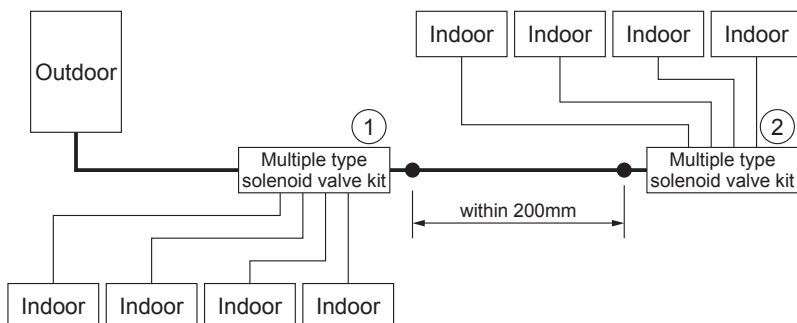 Indoor
Indoor
Indoor
Indoor
Outdoor
1
2
Multiple type
solenoid valve kit
Multiple type
solenoid valve kit
within 200mm
Indoor
Indoor
Indoor
Indoor